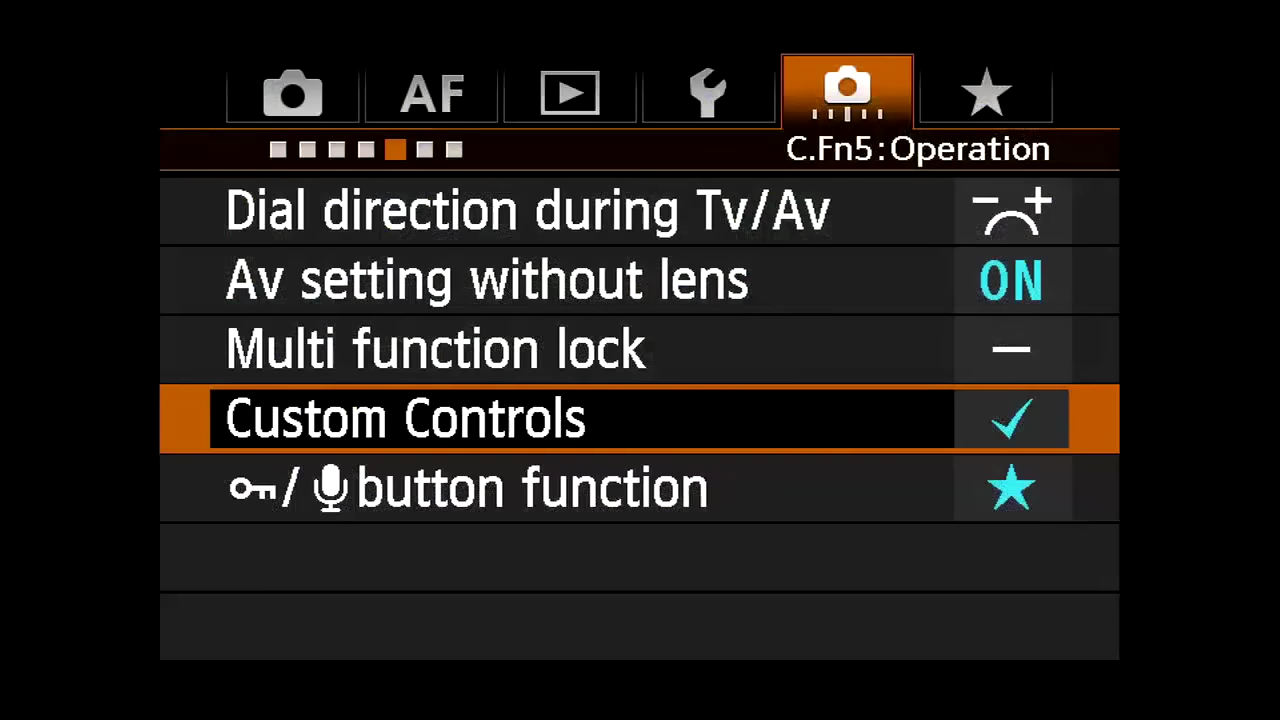 AF
C.Fn5:Operation
Dial direction during Tv/Av −+
Av setting without lens ON
Multi function lock –
Custom Controls
/ button function